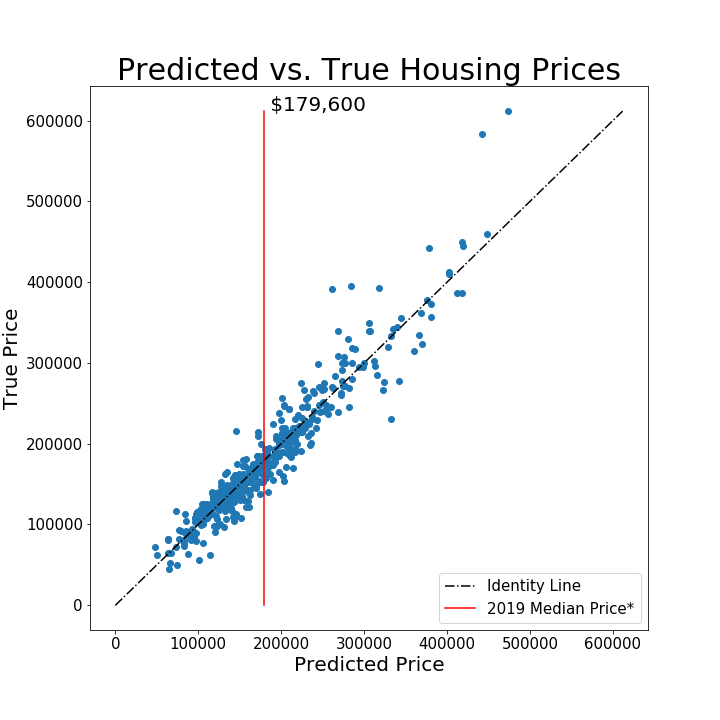 Predicted vs. True Housing Prices
$179,600
600000
500000
400000
300000
200000
100000
0
True Price
0 100000 200000 300000 400000 500000 600000
Predicted Price
Identity Line
2019 Median Price*